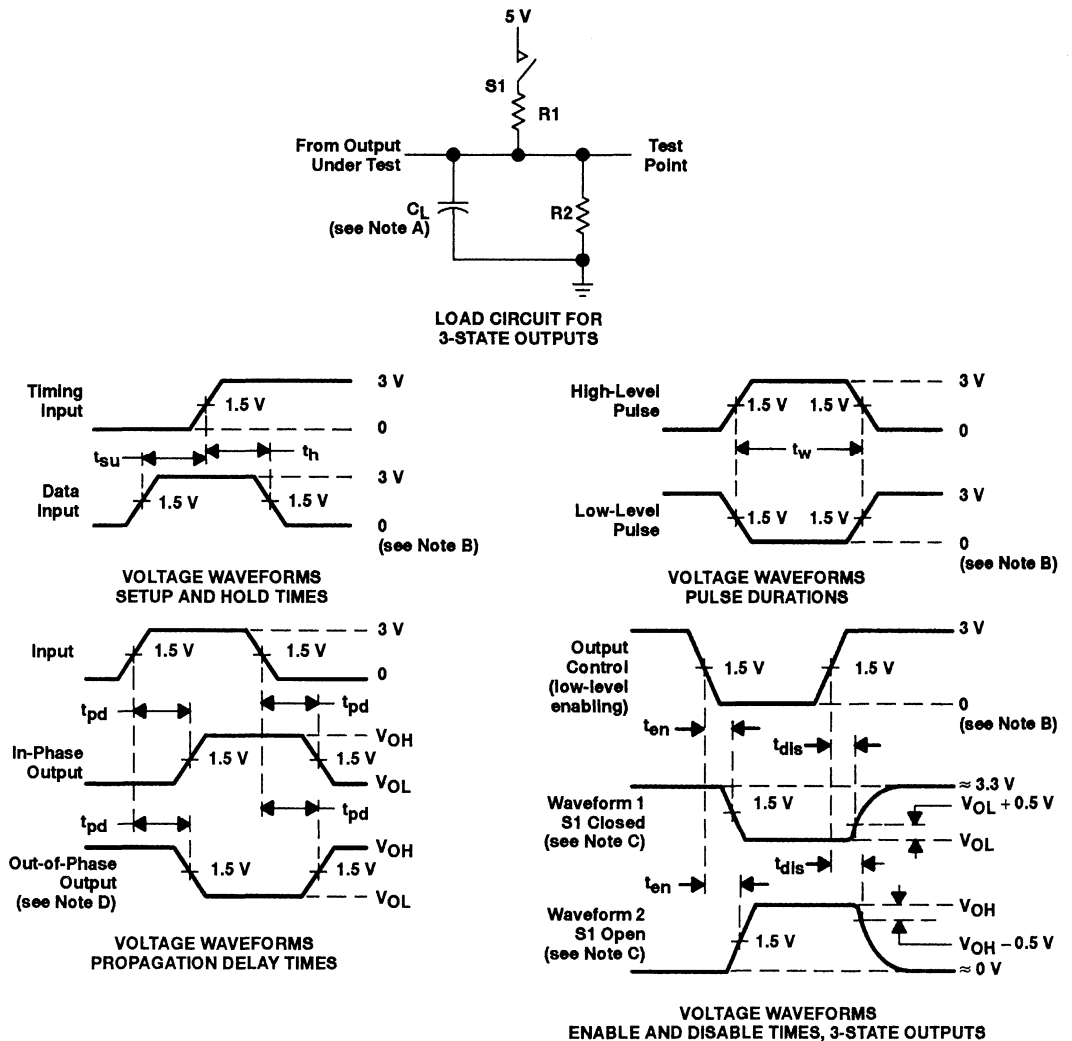 5 V
S1
R1
From Output
Under Test
Test
Point
CL
(see Note A)
R2
LOAD CIRCUIT FOR
3-STATE OUTPUTS
Timing
Input
3 V
1.5 V
0
tsu
th
Data
Input
3 V
1.5 V
1.5 V
0
(see Note B)
VOLTAGE WAVEFORMS
SETUP AND HOLD TIMES
High-Level
Pulse
3 V
1.5 V
1.5 V
0
tw
Low-Level
Pulse
3 V
1.5 V
1.5 V
0
(see Note B)
VOLTAGE WAVEFORMS
PULSE DURATIONS
Input
3 V
1.5 V
1.5 V
0
tpd
tpd
In-Phase
Output
VOH
1.5 V
1.5 V
VOL
tpd
tpd
Out-of-Phase
Output
(see Note D)
VOH
1.5 V
1.5 V
VOL
VOLTAGE WAVEFORMS
PROPAGATION DELAY TIMES
Output
Control
(low-level
enabling)
3 V
1.5 V
1.5 V
0
(see Note B)
ten
tdis
Waveform 1
S1 Closed
(see Note C)
≈ 3.3 V
1.5 V
VOL + 0.5 V
VOL
ten
tdis
Waveform 2
S1 Open
(see Note C)
VOH
1.5 V
VOH – 0.5 V
≈ 0 V
VOLTAGE WAVEFORMS
ENABLE AND DISABLE TIMES, 3-STATE OUTPUTS